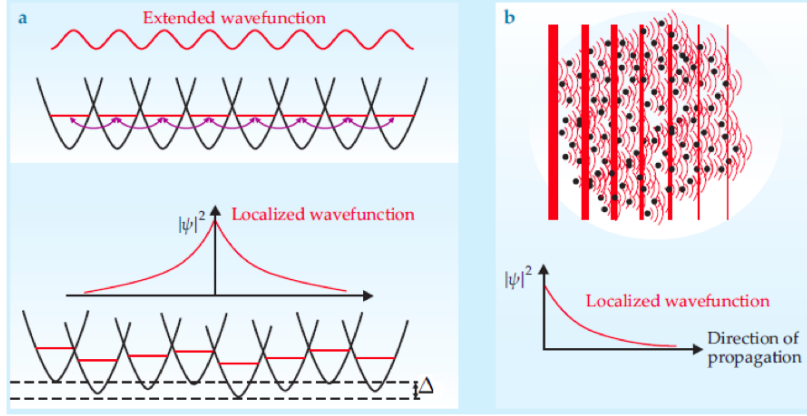 a
Extended wavefunction
|ψ|²
Localized wavefunction
Δ
b
|ψ|²
Localized wavefunction
Direction of
propagation